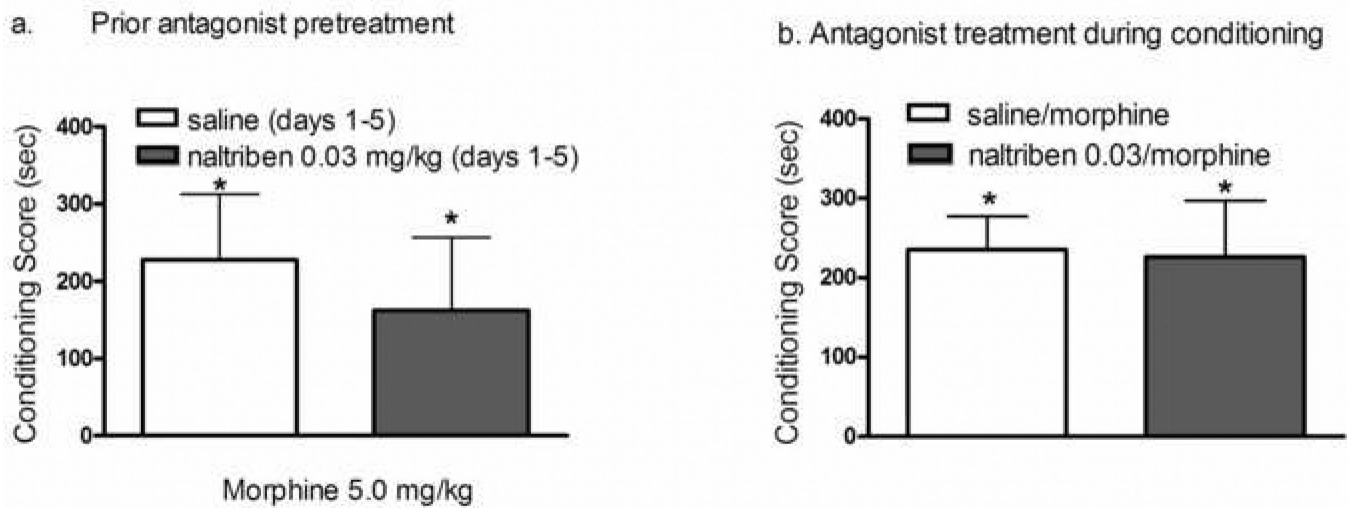 a. Prior antagonist pretreatment
saline (days 1-5)
naltriben 0.03 mg/kg (days 1-5)
Conditioning Score (sec)
400
300
200
100
0
*
*
Morphine 5.0 mg/kg
b. Antagonist treatment during conditioning
saline/morphine
naltriben 0.03/morphine
Conditioning Score (sec)
400
300
200
100
0
*
*